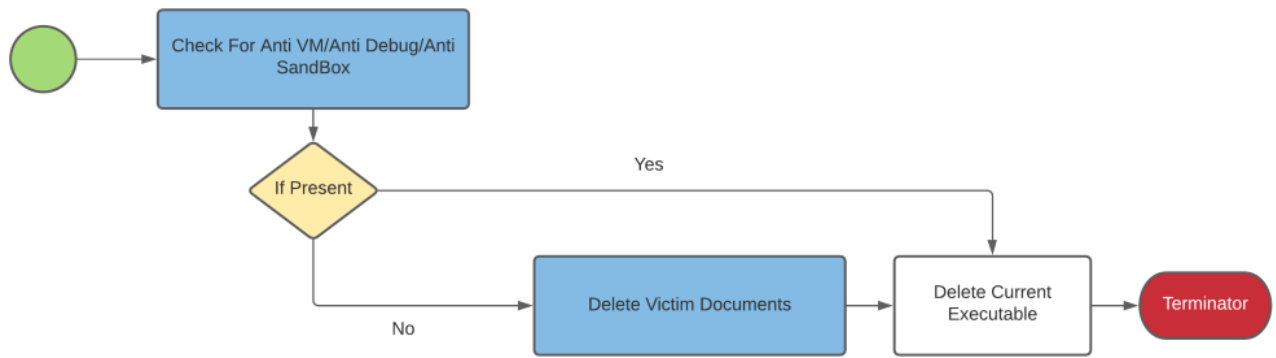 Check For Anti VM/Anti Debug/Anti
SandBox
If Present
Yes
No
Delete Victim Documents
Delete Current
Executable
Terminator